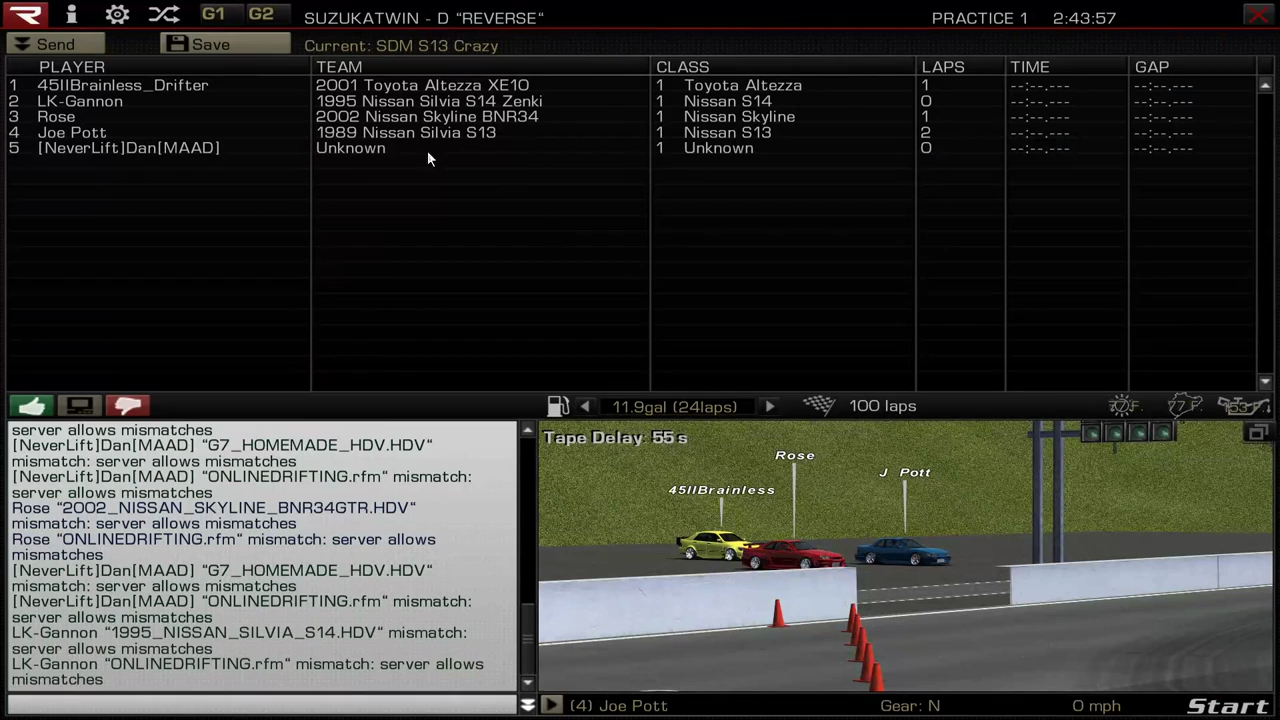 G1 G2 SUZUKATWIN - D "REVERSE" PRACTICE 1 2:43:57
Send Save Current: SDM S13 Crazy
PLAYER TEAM CLASS LAPS TIME GAP
1 45IIBrainless_Drifter 2001 Toyota Altezza XE10 1 Toyota Altezza 1 --:--.--- --:--.---
2 LK-Gannon 1995 Nissan Silvia S14 Zenki 1 Nissan S14 0 --:--.--- --:--.---
3 Rose 2002 Nissan Skyline BNR34 1 Nissan Skyline 1 --:--.--- --:--.---
4 Joe Pott 1989 Nissan Silvia S13 1 Nissan S13 2 --:--.--- --:--.---
5 [NeverLift]Dan[MAAD] Unknown 1 Unknown 0 --:--.--- --:--.---
11.9gal (24laps) 100 laps 77 F. 77 F. 153
server allows mismatches
[NeverLift]Dan[MAAD] "G7_HOMEMADE_HDV.HDV"
mismatch: server allows mismatches
[NeverLift]Dan[MAAD] "ONLINEDRIFTING.rfm" mismatch:
server allows mismatches
Rose "2002_NISSAN_SKYLINE_BNR34GTR.HDV"
mismatch: server allows mismatches
Rose "ONLINEDRIFTING.rfm" mismatch: server allows
mismatches
[NeverLift]Dan[MAAD] "G7_HOMEMADE_HDV.HDV"
mismatch: server allows mismatches
[NeverLift]Dan[MAAD] "ONLINEDRIFTING.rfm" mismatch:
server allows mismatches
LK-Gannon "1995_NISSAN_SILVIA_S14.HDV" mismatch:
server allows mismatches
LK-Gannon "ONLINEDRIFTING.rfm" mismatch: server allows
mismatches
Tape Delay: 55 s
Rose
J Pott
45IIBrainless
(4) Joe Pott Gear: N 0 mph Start